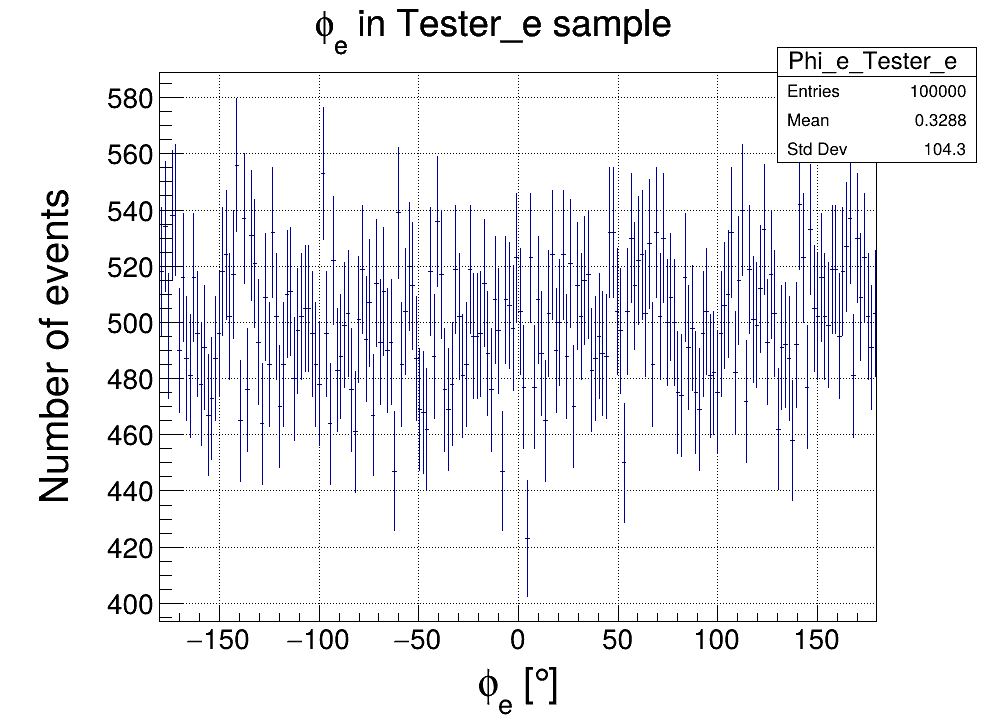 ϕe in Tester_e sample
Phi_e_Tester_e
Entries 100000
Mean 0.3288
Std Dev 104.3
Number of events
580
560
540
520
500
480
460
440
420
400
−150 −100 −50 0 50 100 150
ϕe [°]